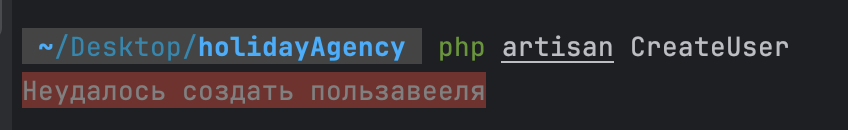 ~/Desktop/holidayAgency php artisan CreateUser
Неудалось создать пользавееля